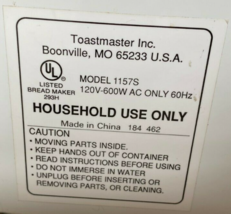 Toastmaster Inc.
Boonville, MO 65233 U.S.A.
UL
LISTED
BREAD MAKER
293H
MODEL 1157S
120V-600W AC ONLY 60Hz
HOUSEHOLD USE ONLY
Made in China 184 462
CAUTION
• MOVING PARTS INSIDE.
• KEEP HANDS OUT OF CONTAINER
• READ INSTRUCTIONS BEFORE USING
• DO NOT IMMERSE IN WATER
• UNPLUG BEFORE INSERTING OR
REMOVING PARTS, OR CLEANING.